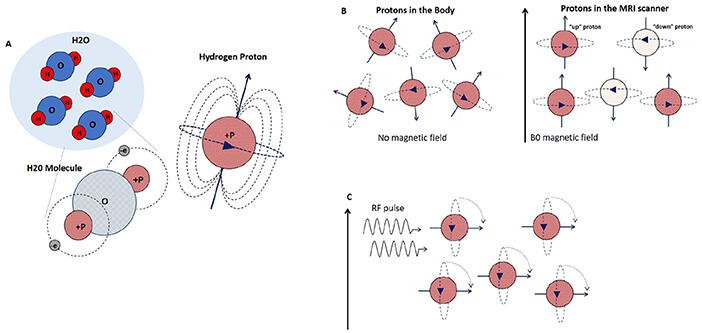 A
H2O
H
H
O
H
O
H
H
O
H
H
O
H
Hydrogen Proton
+P
-e
H20 Molecule
+P
O
+P
-e
B
Protons in the Body
No magnetic field
Protons in the MRI scanner
"up" proton
"down" proton
B0 magnetic field
C
RF pulse